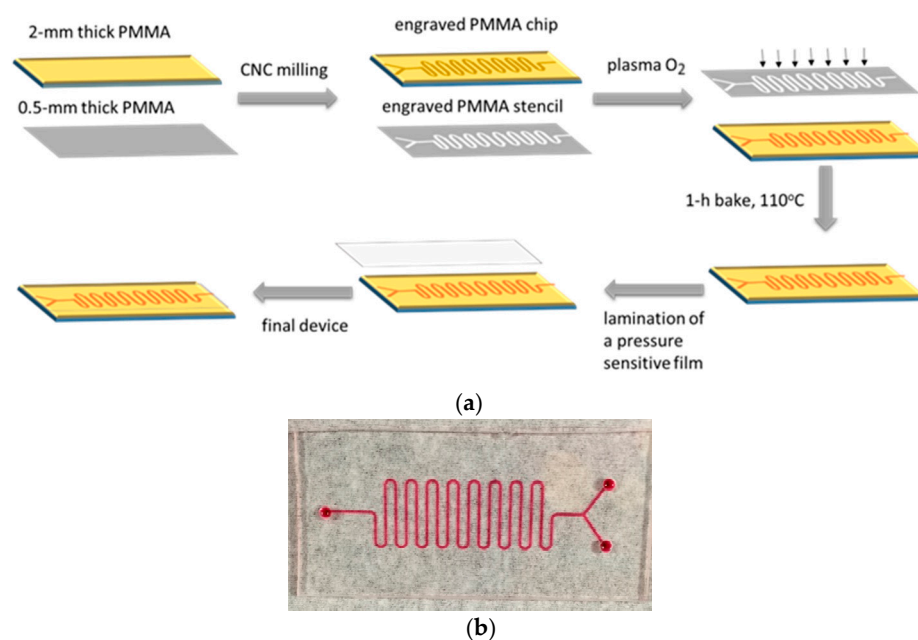 2-mm thick PMMA
0.5-mm thick PMMA
CNC milling
engraved PMMA chip
engraved PMMA stencil
plasma O₂
1-h bake, 110°C
lamination of
a pressure
sensitive film
final device
(a)
(b)